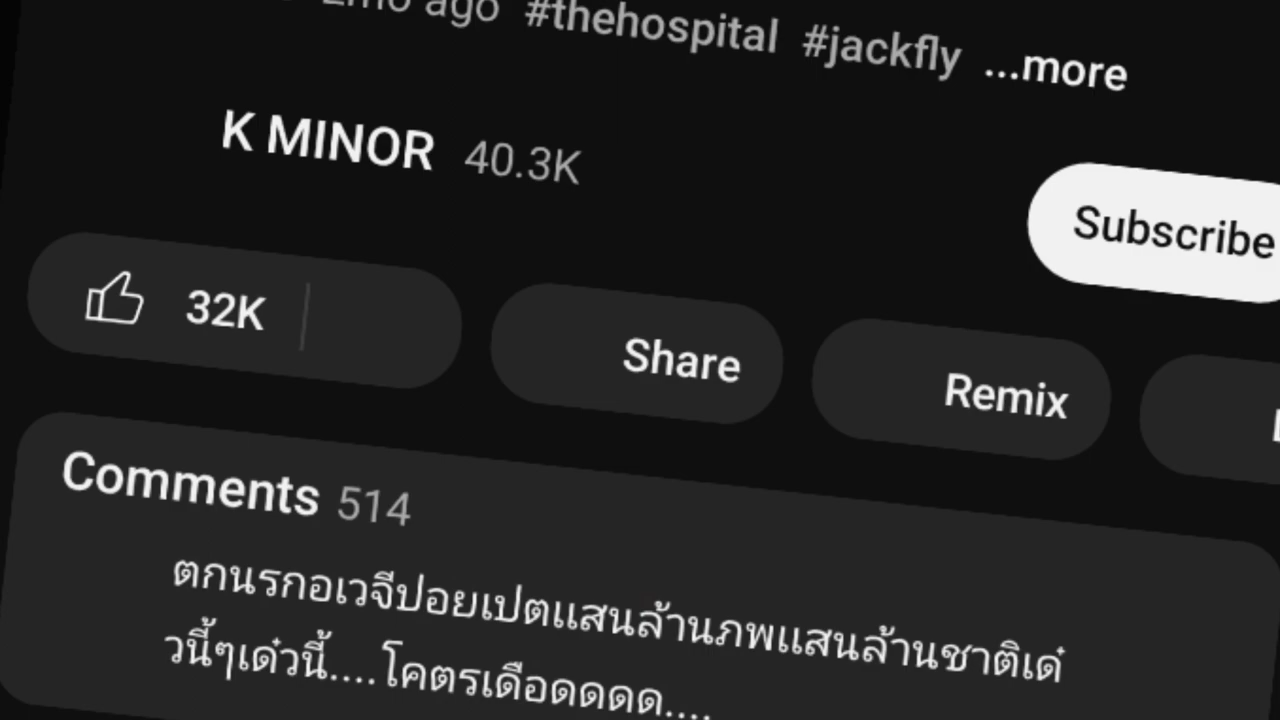 2mo ago #thehospital #jackfly ...more
K MINOR 40.3K
Subscribe
32K Share Remix
Comments 514
ตกนรกอเวจีปอยเปตแสนล้านภพแสนล้านชาติเด๋
วนี้ๆเด๋วนี้....โคตรเดือดดดด....